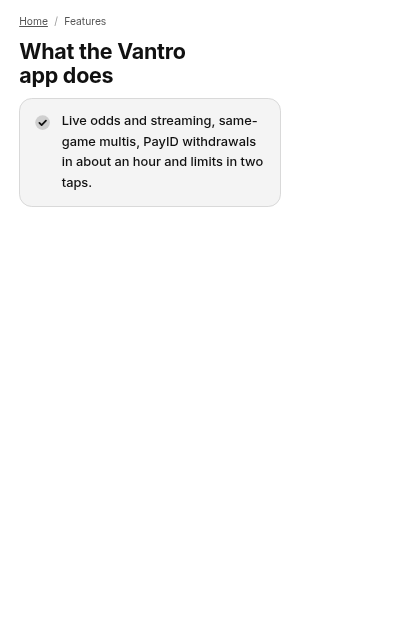 Home / Features
What the Vantro
app does
Live odds and streaming, same-
game multis, PayID withdrawals
in about an hour and limits in two
taps.